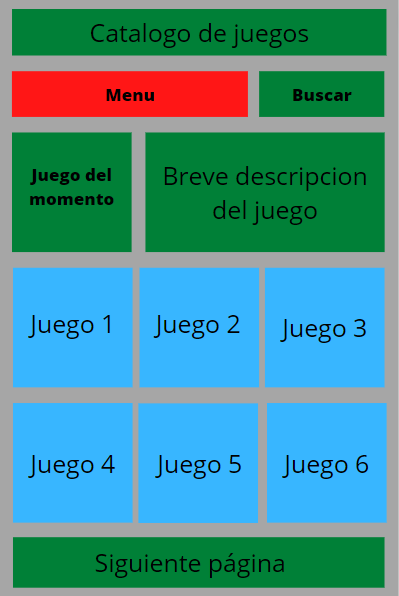 Catalogo de juegos
Menu
Buscar
Juego del
momento
Breve descripcion
del juego
Juego 1
Juego 2
Juego 3
Juego 4
Juego 5
Juego 6
Siguiente página